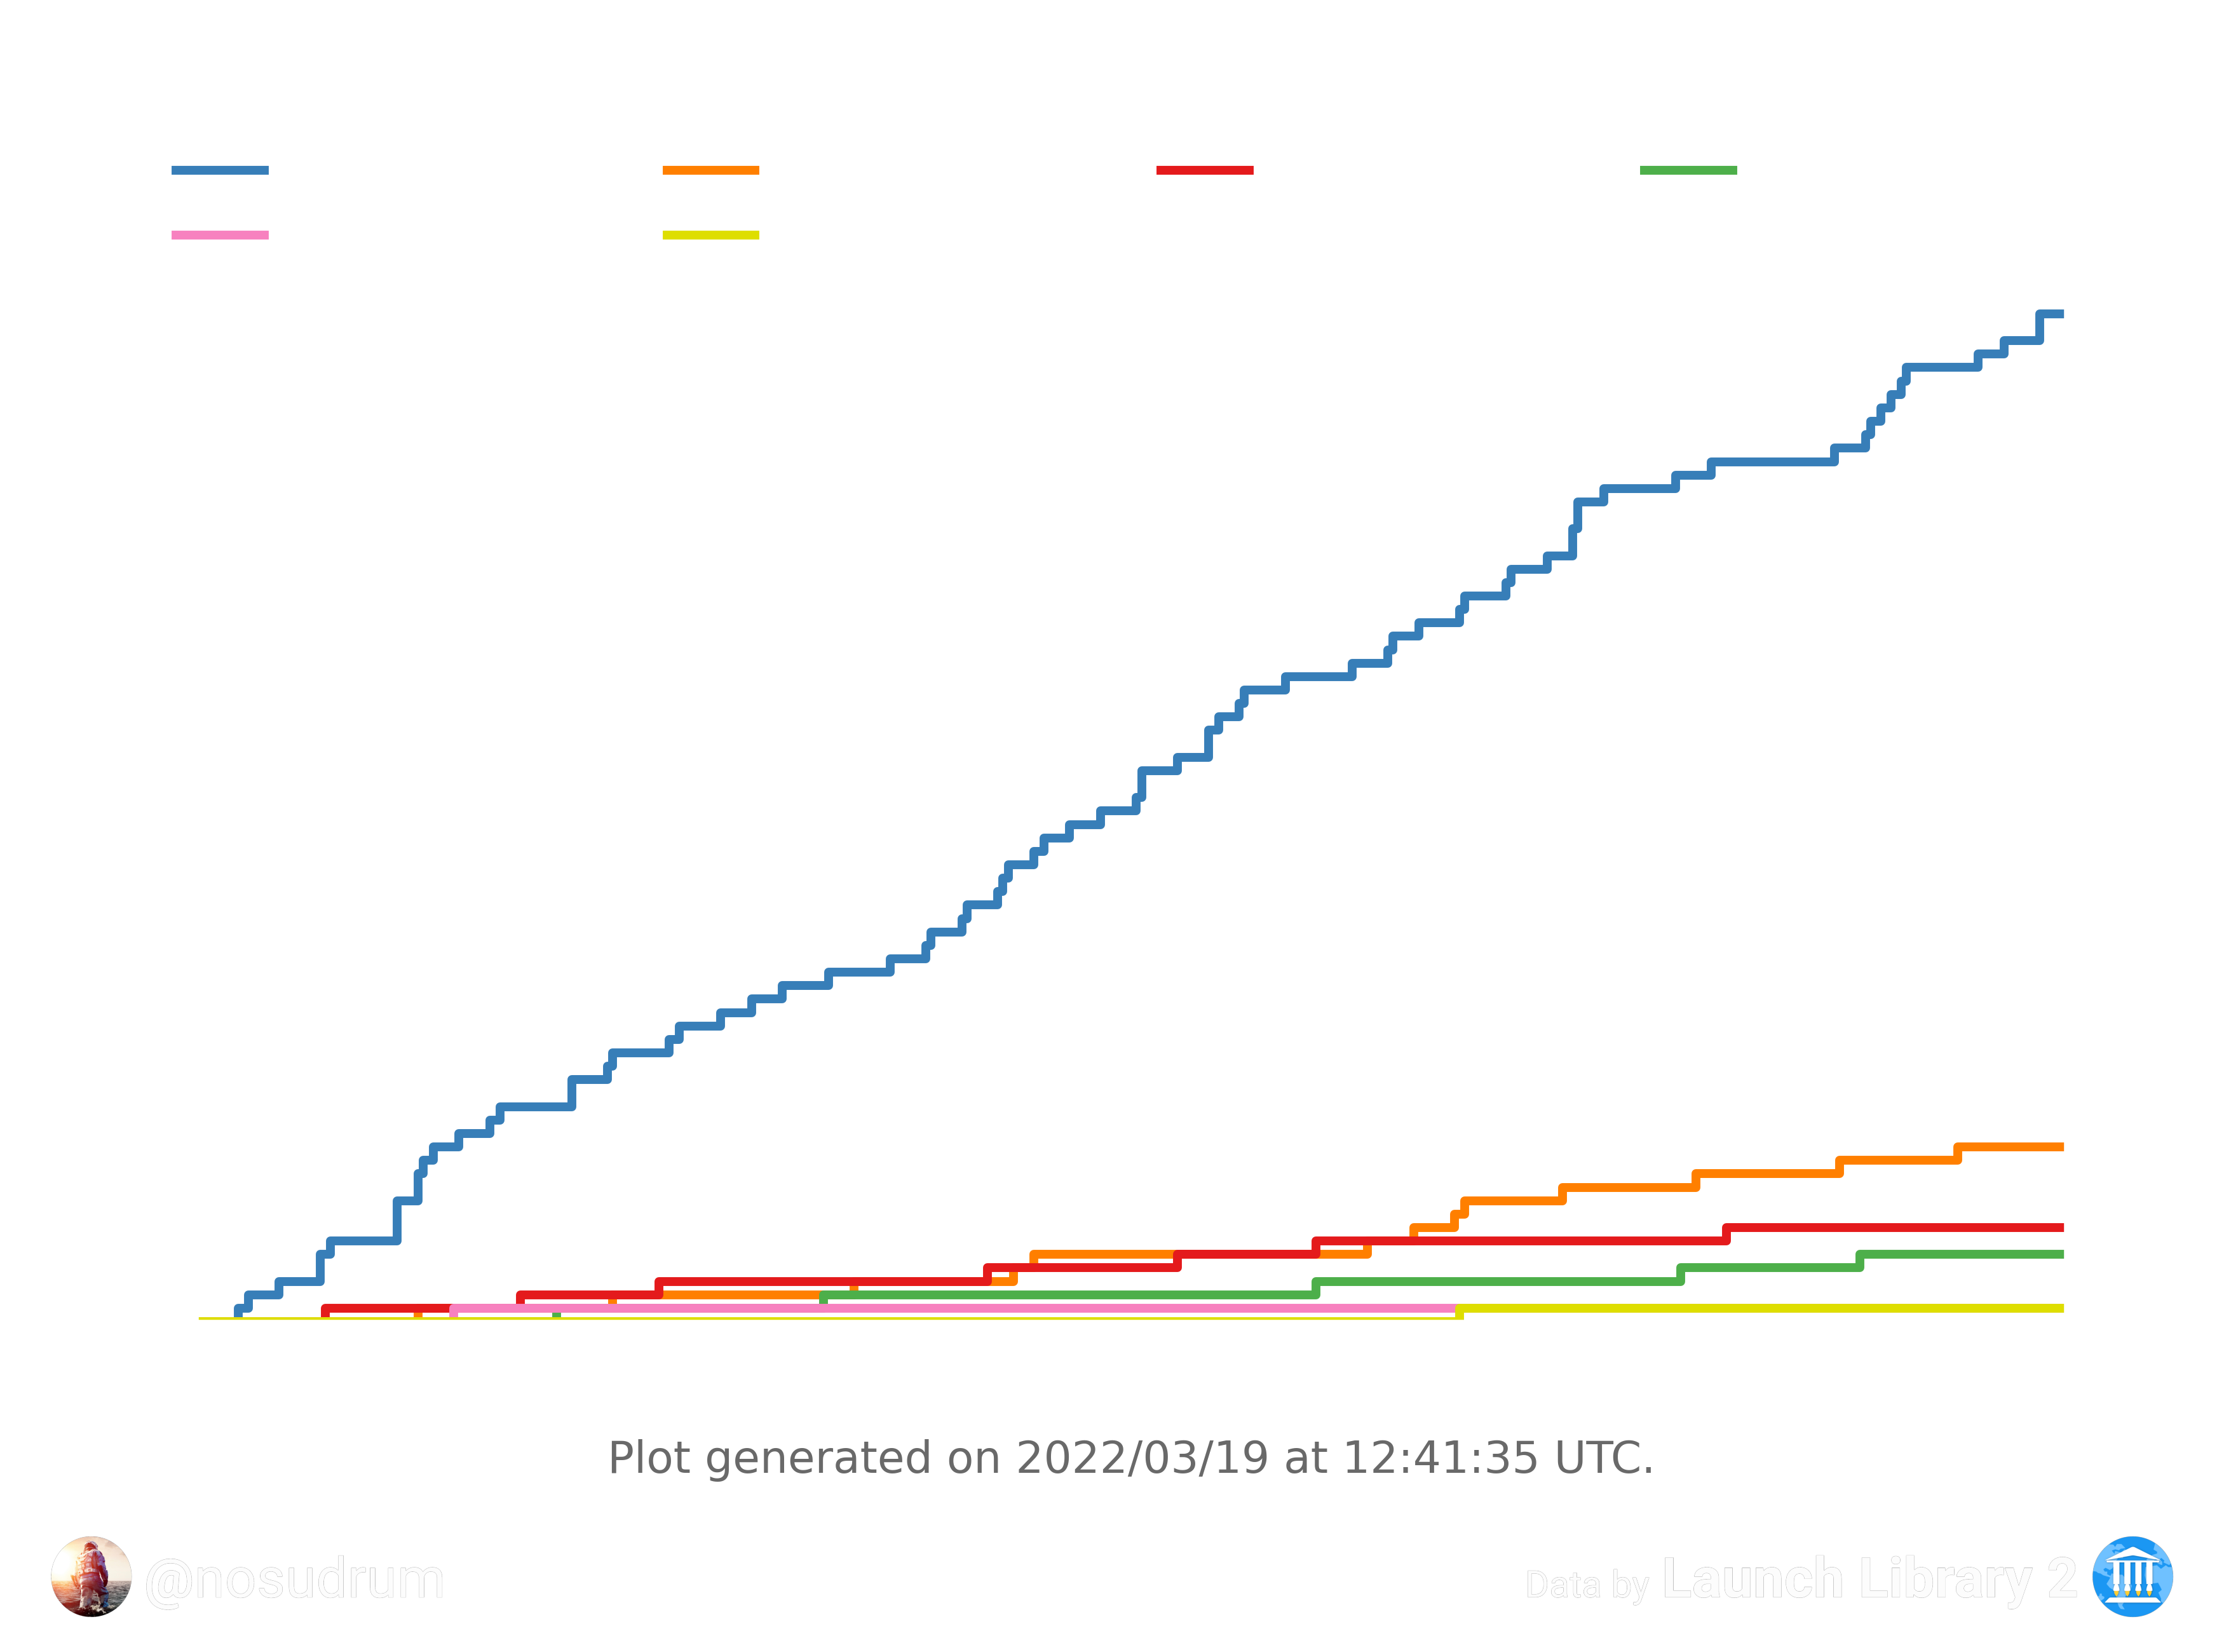 Plot generated on 2022/03/19 at 12:41:35 UTC.
@nosudrum
Data by Launch Library 2